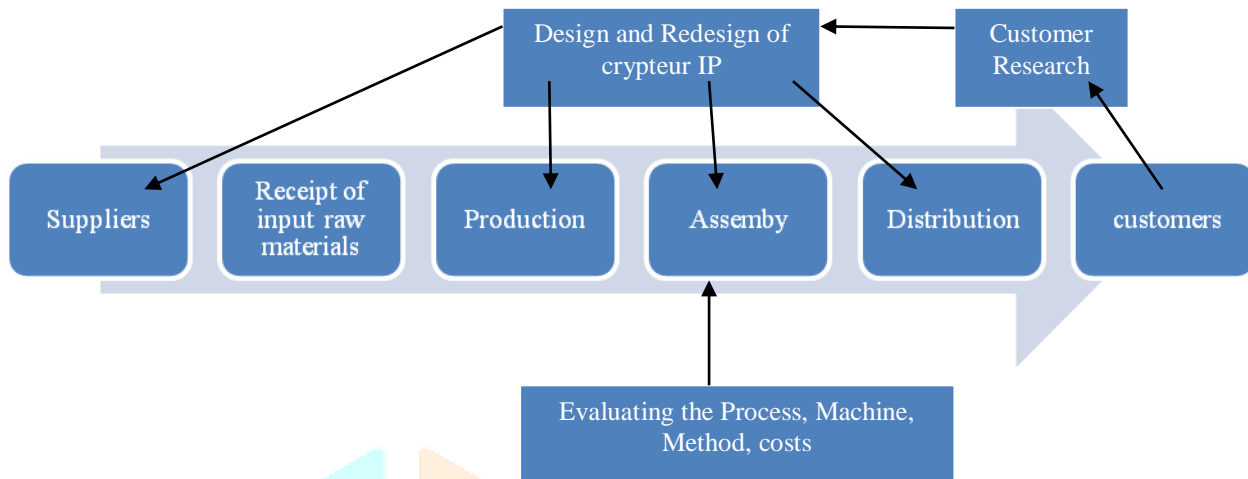 Design and Redesign of
crypteur IP
Customer
Research
Suppliers
Receipt of
input raw
materials
Production
Assemby
Distribution
customers
Evaluating the Process, Machine,
Method, costs